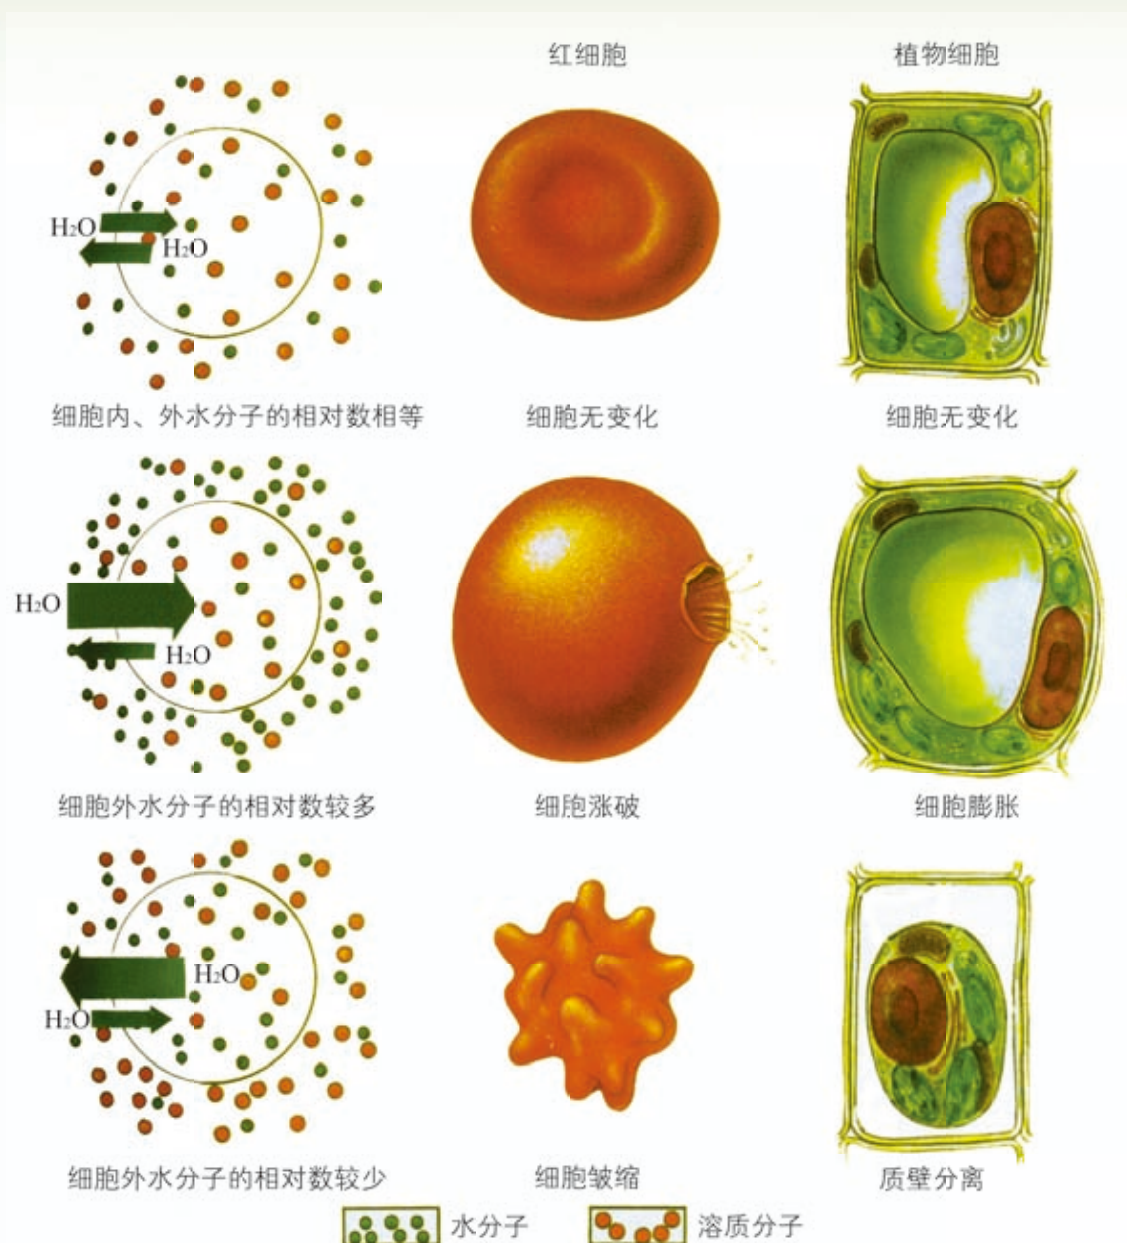 红细胞
植物细胞
H₂O
H₂O
细胞内、外水分子的相对数相等
细胞无变化
细胞无变化
H₂O
H₂O
细胞外水分子的相对数较多
细胞涨破
细胞膨胀
H₂O
H₂O
细胞外水分子的相对数较少
细胞皱缩
质壁分离
水分子
溶质分子